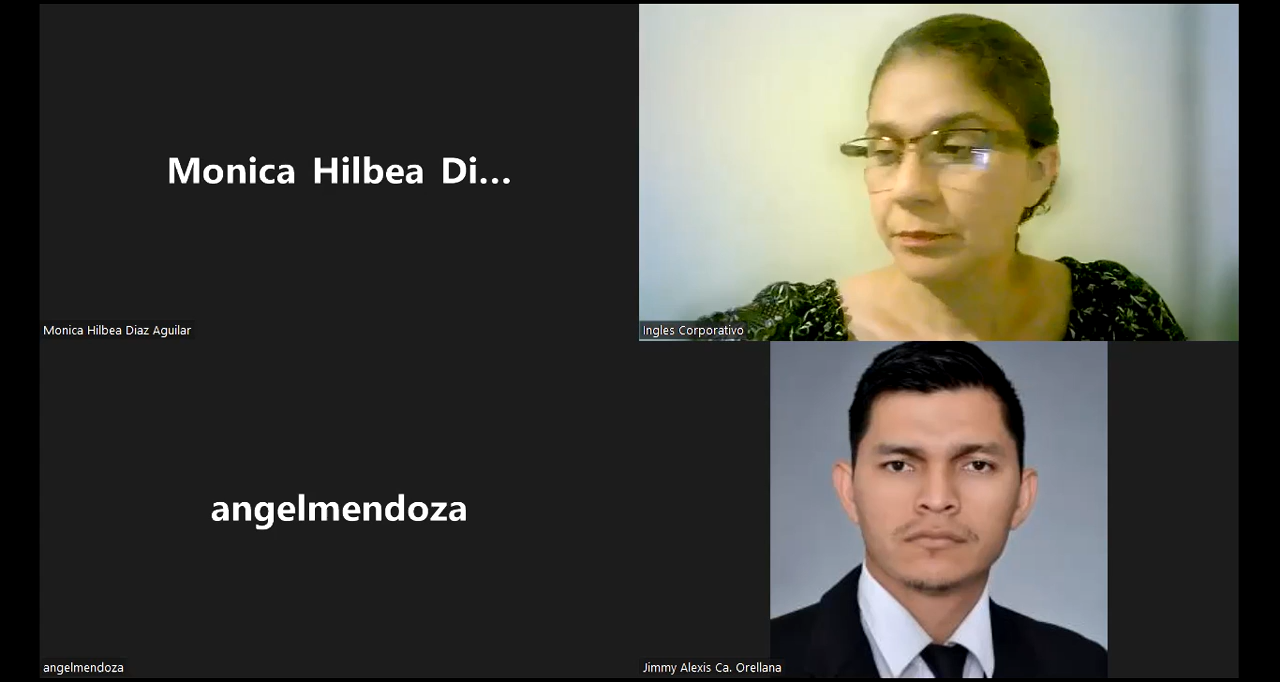 Monica Hilbea Di...
Monica Hilbea Diaz Aguilar
Ingles Corporativo
angelmendoza
angelmendoza
Jimmy Alexis Ca. Orellana